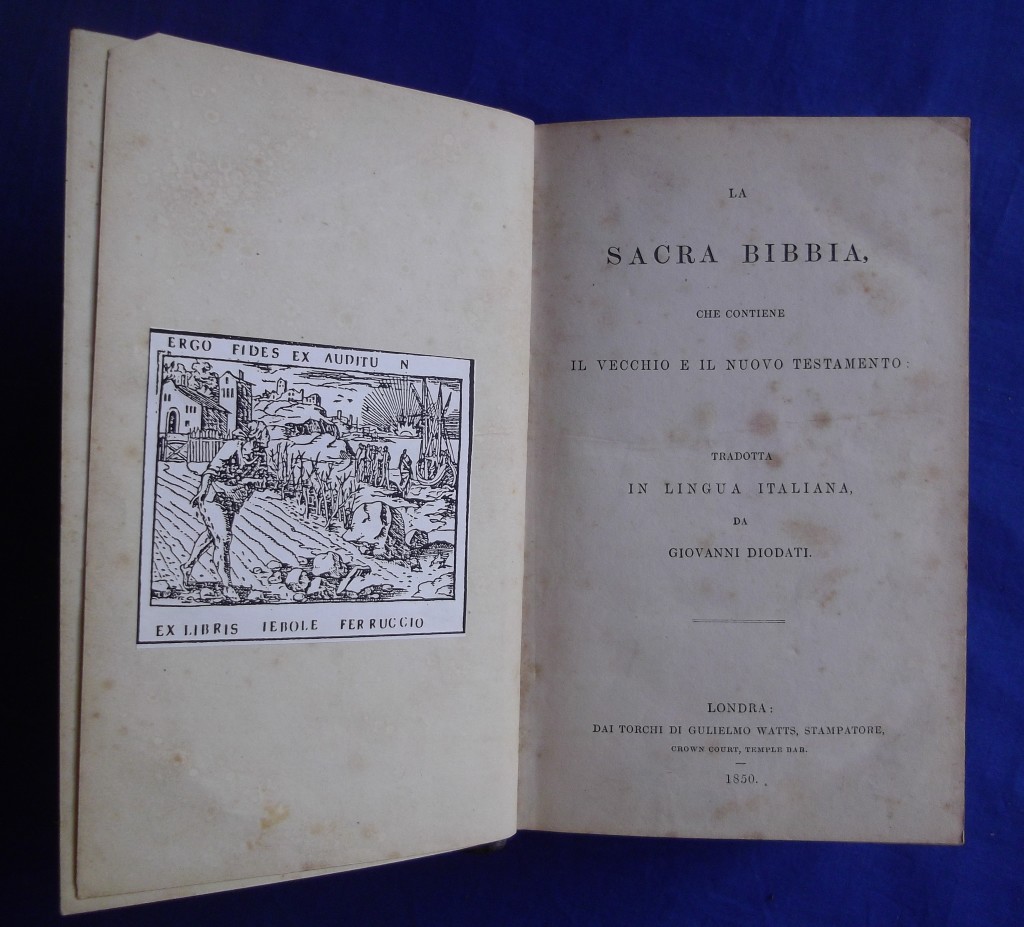 ERGO FIDES EX AUDITU N
EX LIBRIS IEBOLE FERRUCCIO
LA
SACRA BIBBIA,
CHE CONTIENE
IL VECCHIO E IL NUOVO TESTAMENTO:
TRADOTTA
IN LINGUA ITALIANA,
DA
GIOVANNI DIODATI.
LONDRA:
DAI TORCHI DI GULIELMO WATTS, STAMPATORE,
CROWN COURT, TEMPLE BAR.
1850.